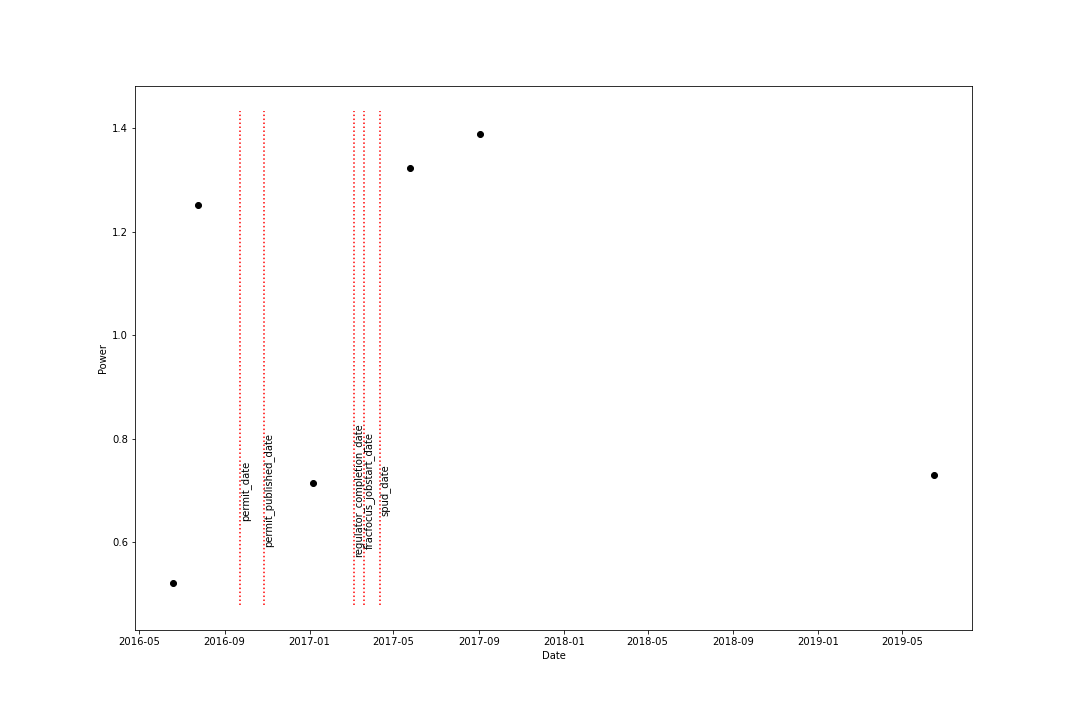 1.4
1.2
1.0
0.8
0.6
Power
permit_date
permit_published_date
regulator_completion_date
fracfocus_jobstart_date
spud_date
2016-05 2016-09 2017-01 2017-05 2017-09 2018-01 2018-05 2018-09 2019-01 2019-05
Date